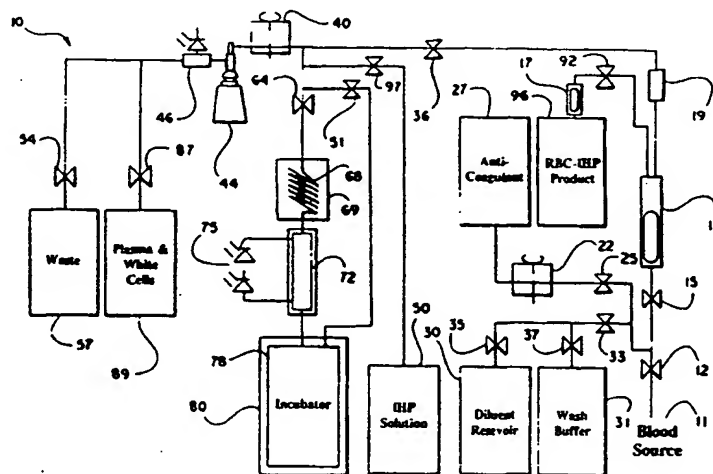 10
40
92
17
64
97
27
96
19
46
36
51
54
87
44
68
69
Anti-
Coagulant
RBC-IHP
Product
75
22
25
Waste
Plasma &
White
Cells
72
15
50
35
30
37
33
12
57
78
89
80
Incubator
IHP
Solution
Diluent
Reservoir
Wash
Buffer
31
11
Blood
Source